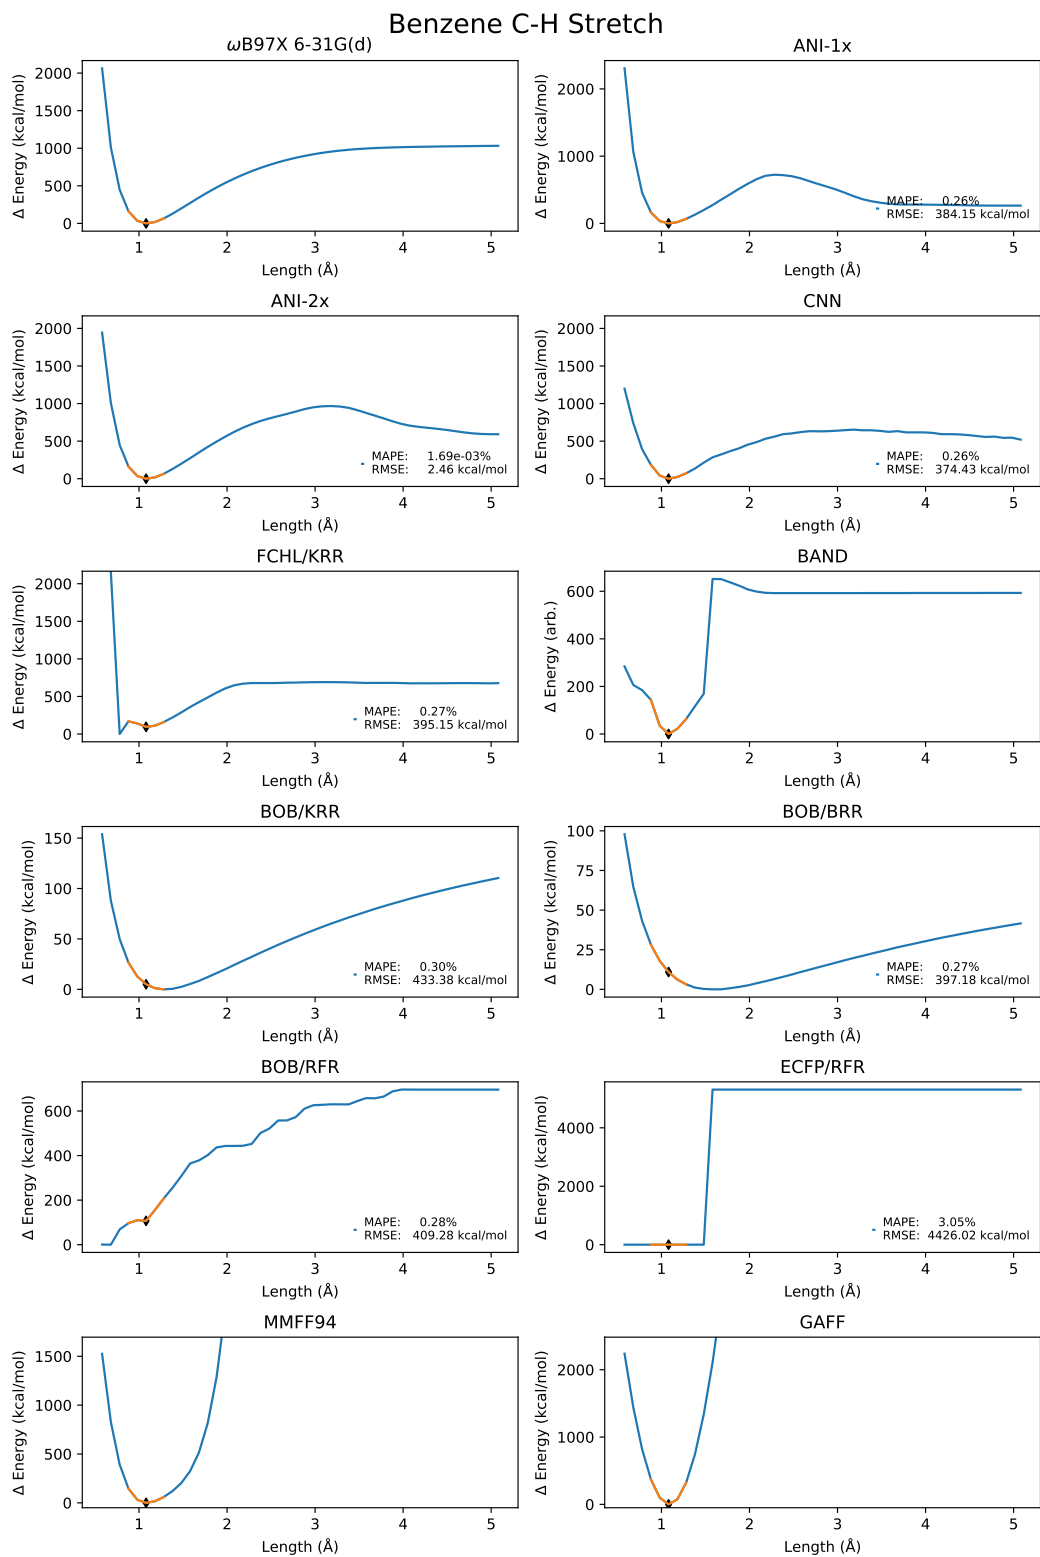 Benzene C-H Stretch
ωB97X 6-31G(d)
Δ Energy (kcal/mol)
2000
1500
1000
500
0
1 2 3 4 5
Length (Å)
ANI-1x
Δ Energy (kcal/mol)
2000
1000
0
MAPE: 0.26%
RMSE: 384.15 kcal/mol
1 2 3 4 5
Length (Å)
ANI-2x
Δ Energy (kcal/mol)
2000
1500
1000
500
0
MAPE: 1.69e-03%
RMSE: 2.46 kcal/mol
1 2 3 4 5
Length (Å)
CNN
Δ Energy (kcal/mol)
2000
1500
1000
500
0
MAPE: 0.26%
RMSE: 374.43 kcal/mol
1 2 3 4 5
Length (Å)
FCHL/KRR
Δ Energy (kcal/mol)
2000
1500
1000
500
0
MAPE: 0.27%
RMSE: 395.15 kcal/mol
1 2 3 4 5
Length (Å)
BAND
Δ Energy (arb.)
600
400
200
0
1 2 3 4 5
Length (Å)
BOB/KRR
Δ Energy (kcal/mol)
150
100
50
0
MAPE: 0.30%
RMSE: 433.38 kcal/mol
1 2 3 4 5
Length (Å)
BOB/BRR
Δ Energy (kcal/mol)
100
75
50
25
0
MAPE: 0.27%
RMSE: 397.18 kcal/mol
1 2 3 4 5
Length (Å)
BOB/RFR
Δ Energy (kcal/mol)
600
400
200
0
MAPE: 0.28%
RMSE: 409.28 kcal/mol
1 2 3 4 5
Length (Å)
ECFP/RFR
Δ Energy (kcal/mol)
4000
2000
0
MAPE: 3.05%
RMSE: 4426.02 kcal/mol
1 2 3 4 5
Length (Å)
MMFF94
Δ Energy (kcal/mol)
1500
1000
500
0
1 2 3 4 5
Length (Å)
GAFF
Δ Energy (kcal/mol)
2000
1000
0
1 2 3 4 5
Length (Å)